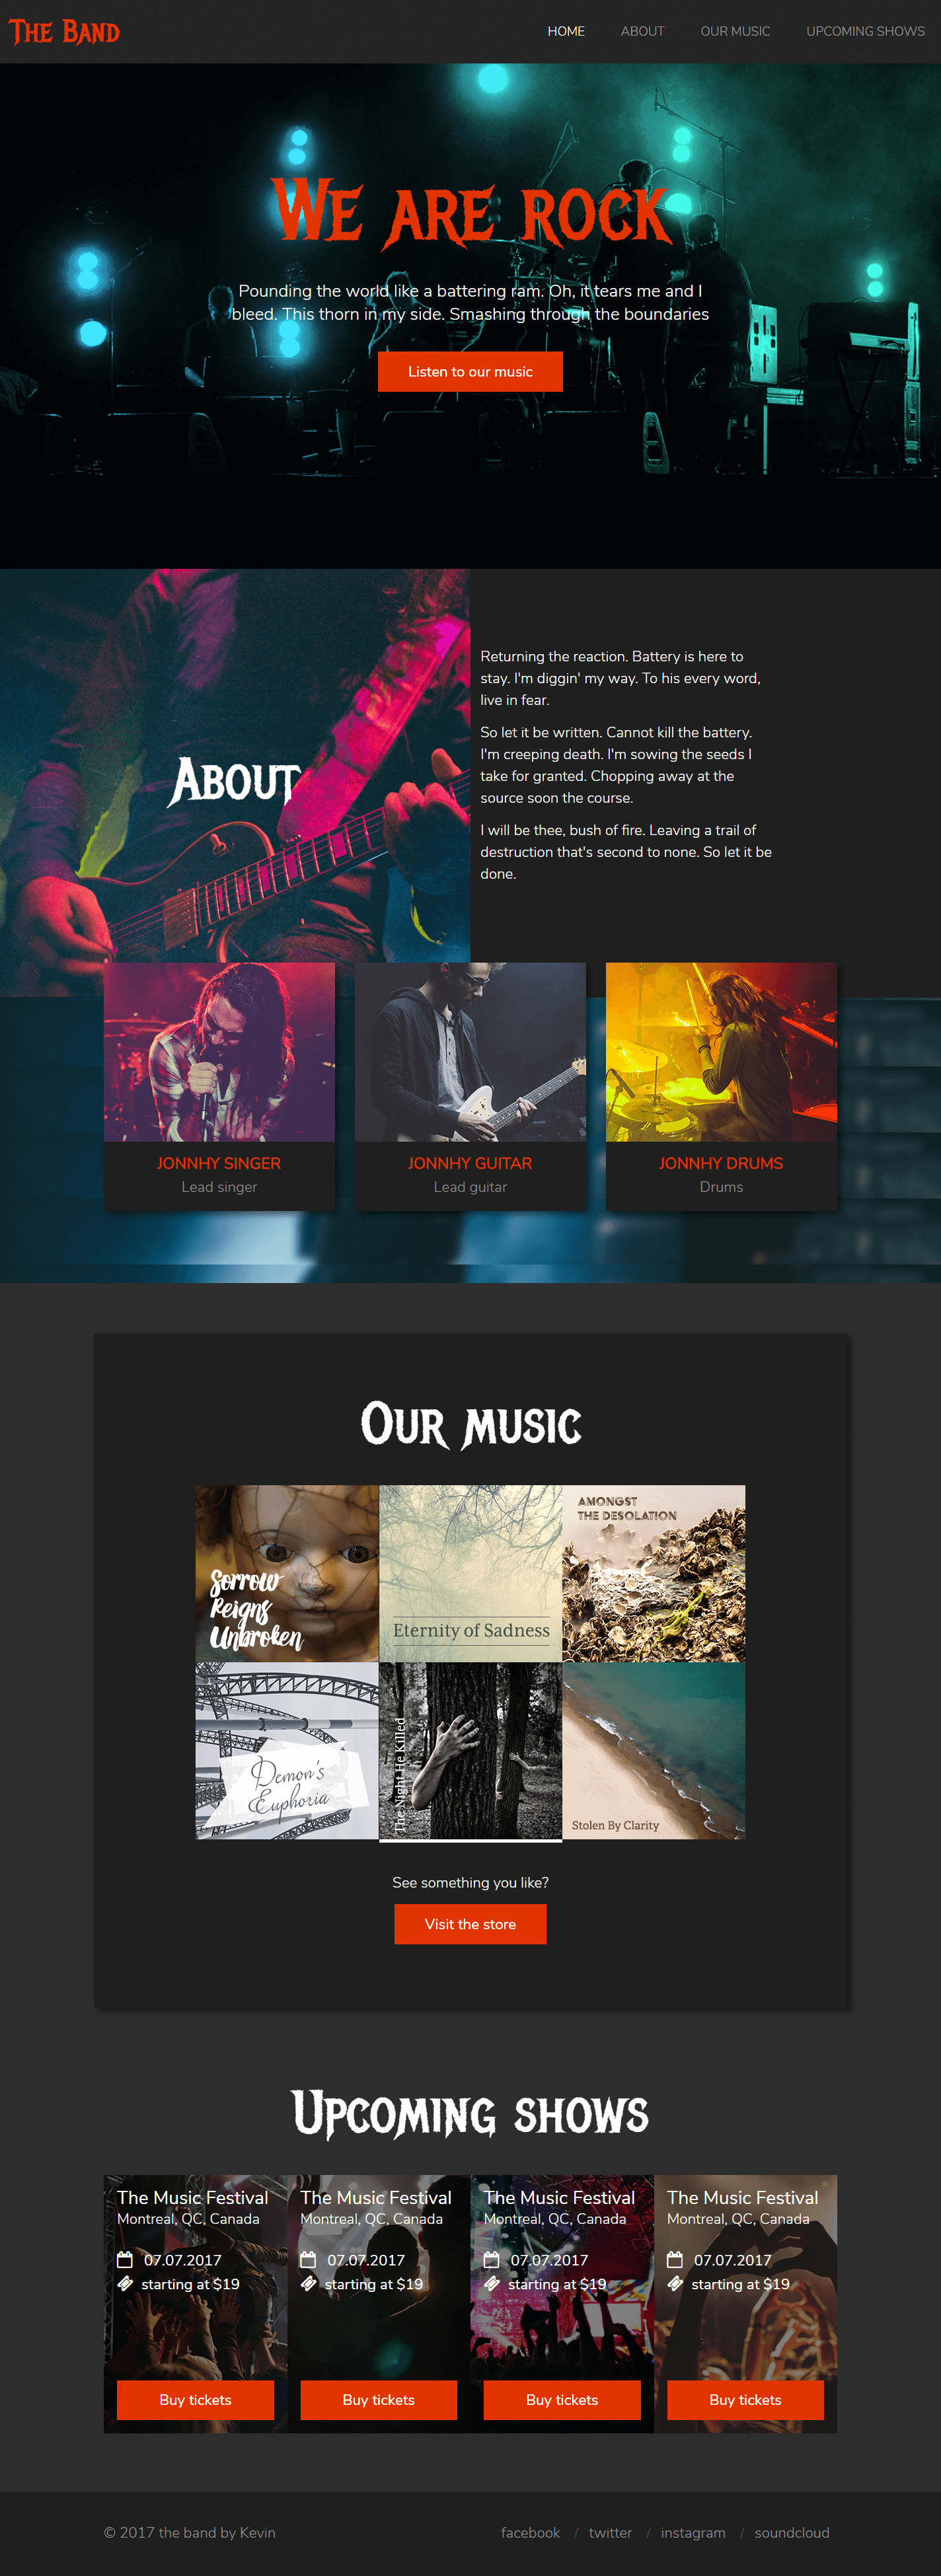 The Band
HOME
ABOUT
OUR MUSIC
UPCOMING SHOWS
We are rock
Pounding the world like a battering ram. Oh, it tears me and I
bleed. This thorn in my side. Smashing through the boundaries
Listen to our music
About
Returning the reaction. Battery is here to
stay. I'm diggin' my way. To his every word,
live in fear.
So let it be written. Cannot kill the battery.
I'm creeping death. I'm sowing the seeds I
take for granted. Chopping away at the
source soon the course.
I will be thee, bush of fire. Leaving a trail of
destruction that's second to none. So let it be
done.
JONNHY SINGER
Lead singer
JONNHY GUITAR
Lead guitar
JONNHY DRUMS
Drums
Our music
Sorrow
Reigns
Unbroken
Eternity of Sadness
AMONGST
THE DESOLATION
Demon's
Euphoria
The Night He Killed
Stolen By Clarity
See something you like?
Visit the store
Upcoming shows
The Music Festival
Montreal, QC, Canada
07.07.2017
starting at $19
Buy tickets
The Music Festival
Montreal, QC, Canada
07.07.2017
starting at $19
Buy tickets
The Music Festival
Montreal, QC, Canada
07.07.2017
starting at $19
Buy tickets
The Music Festival
Montreal, QC, Canada
07.07.2017
starting at $19
Buy tickets
© 2017 the band by Kevin
facebook / twitter / instagram / soundcloud